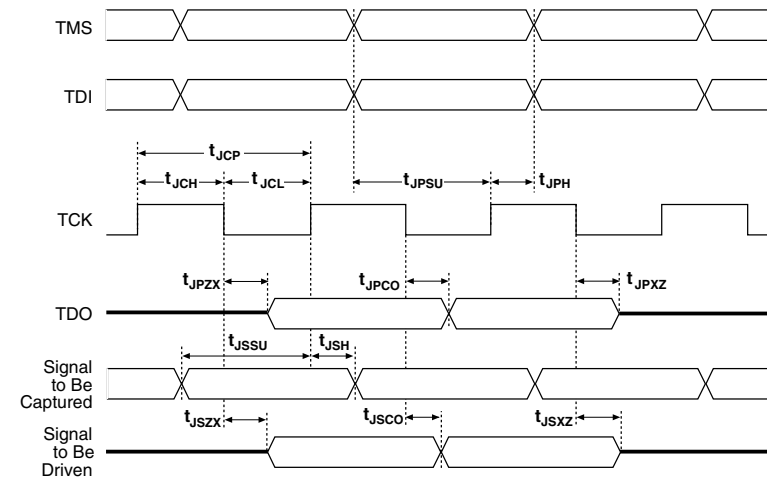 TMS
TDI
tJCP
tJCH
tJCL
tJPSU
tJPH
TCK
tJPZX
tJPCO
tJPXZ
TDO
tJSSU
tJSH
Signal
to Be
Captured
tJSZX
tJSCO
tJSXZ
Signal
to Be
Driven